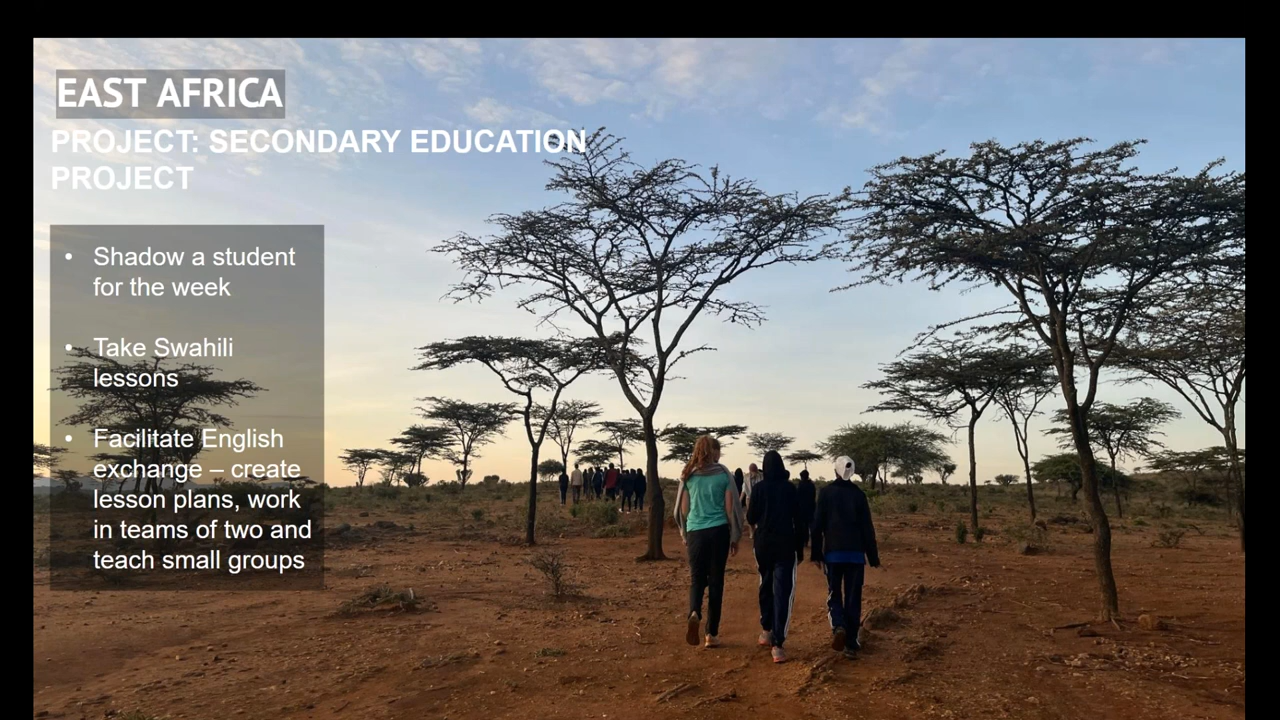 EAST AFRICA
PROJECT: SECONDARY EDUCATION
PROJECT
• Shadow a student
for the week
• Take Swahili
lessons
• Facilitate English
exchange – create
lesson plans, work
in teams of two and
teach small groups